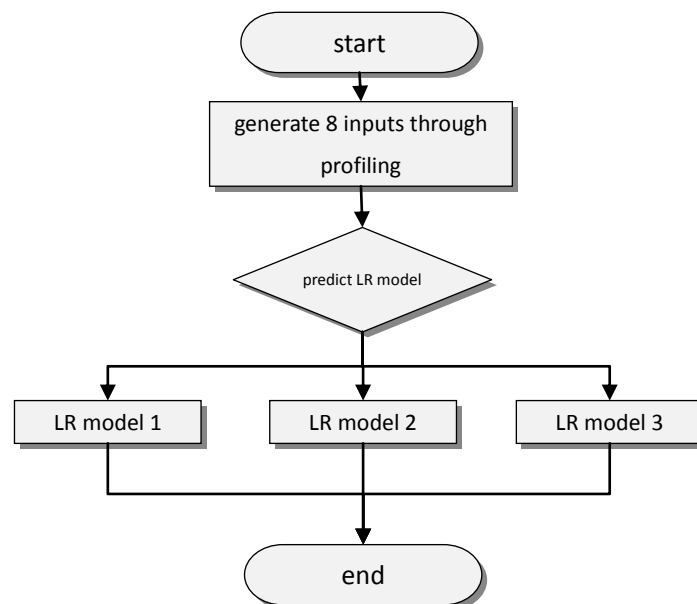 start
generate 8 inputs through
profiling
predict LR model
LR model 1
LR model 2
LR model 3
end